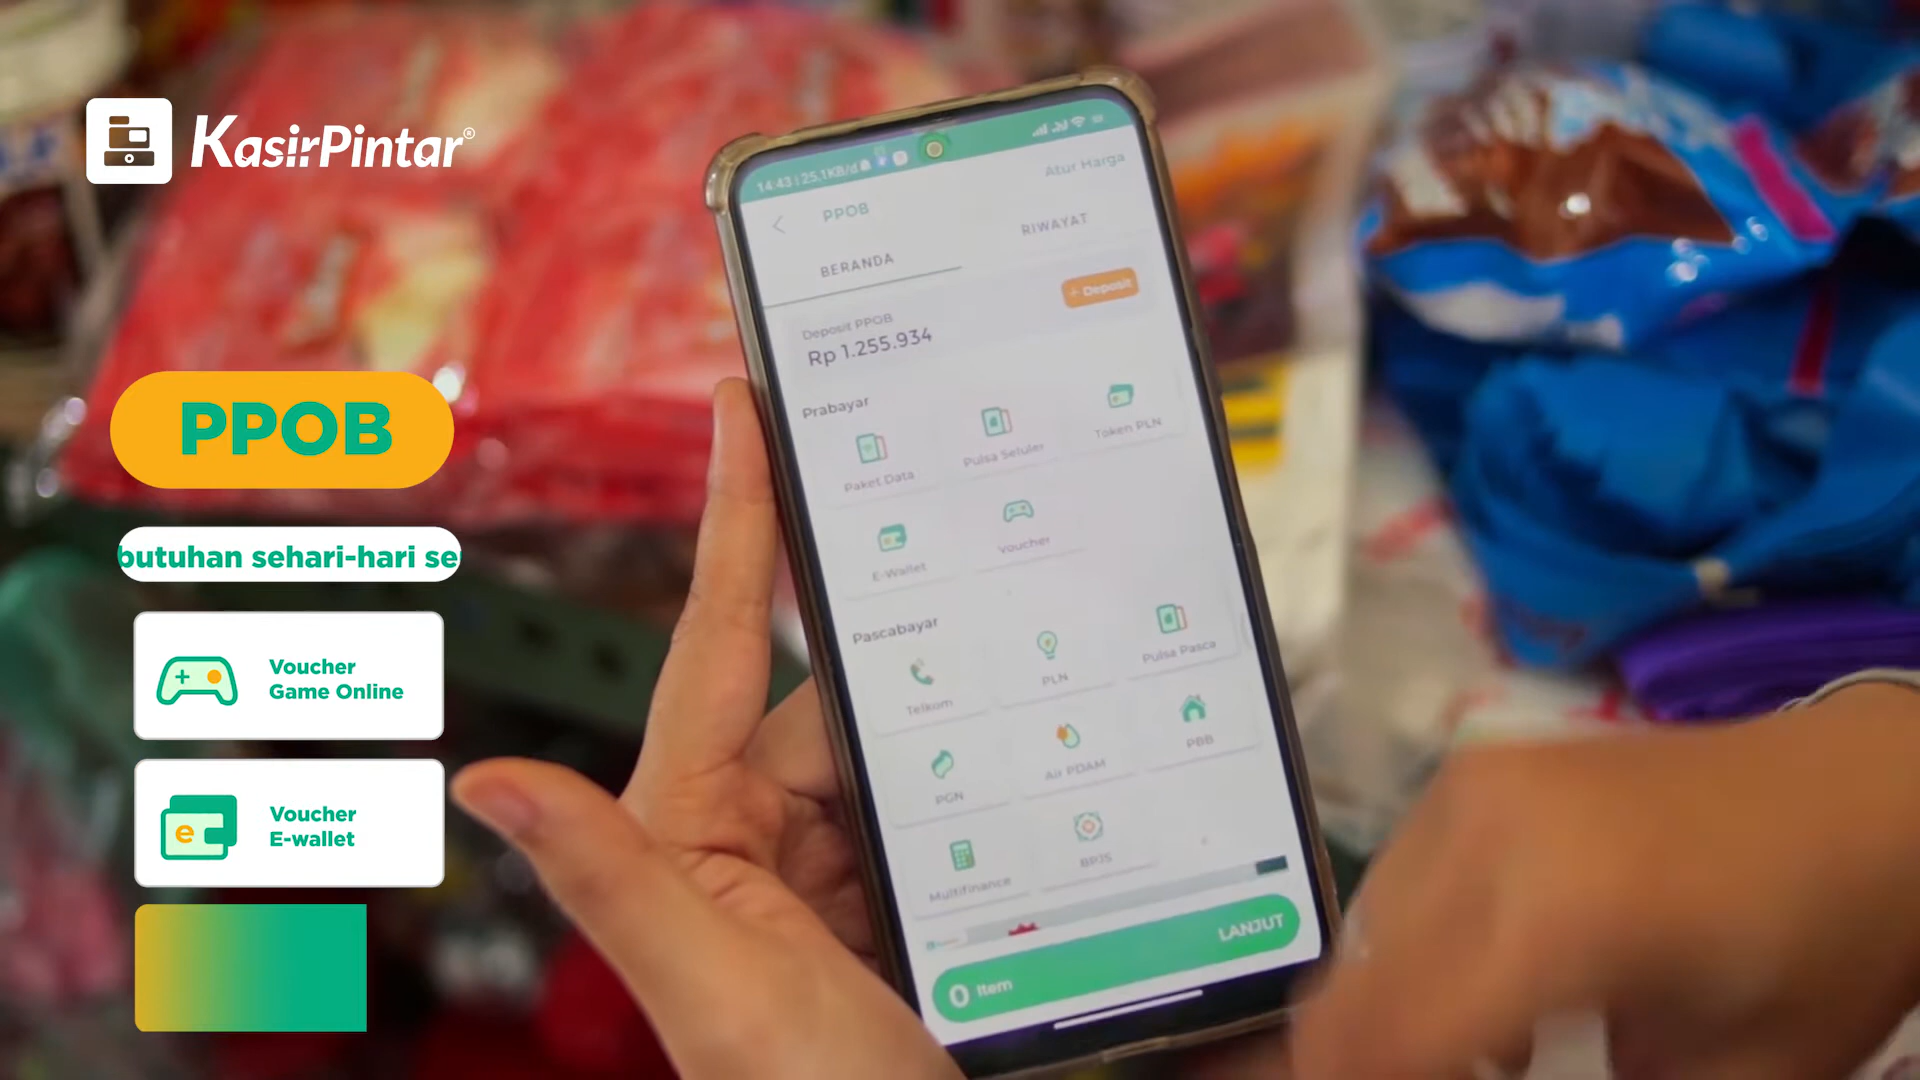 KasirPintar®
PPOB
butuhan sehari-hari se
Voucher
Game Online
Voucher
E-wallet
e
14:43 | 25,1KB/d
PPOB
Atur Harga
BERANDA
RIWAYAT
Deposit PPOB
Rp 1.255.934
+ Deposit
Prabayar
Paket Data
Pulsa Seluler
Token PLN
E-Wallet
Voucher
Pascabayar
Telkom
PLN
Pulsa Pasca
PGN
Air PDAM
PBB
Multifinance
BPJS
0 Item
LANJUT